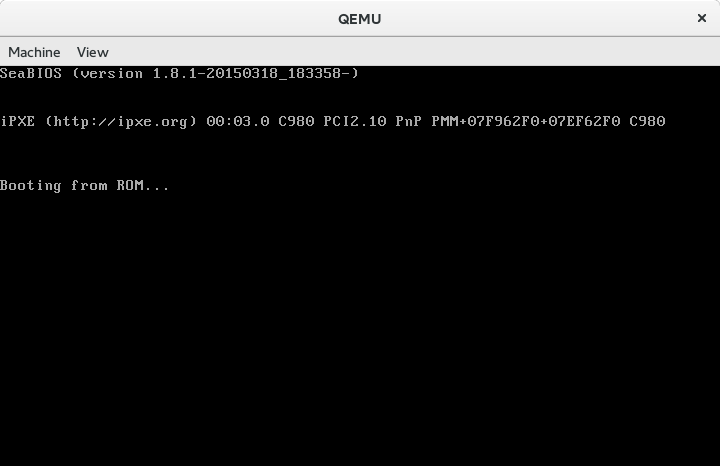 QEMU
Machine View
SeaBIOS (version 1.8.1-20150318_183358-)
iPXE (http://ipxe.org) 00:03.0 C980 PCI2.10 PnP PMM+07F962F0+07EF62F0 C980
Booting from ROM...